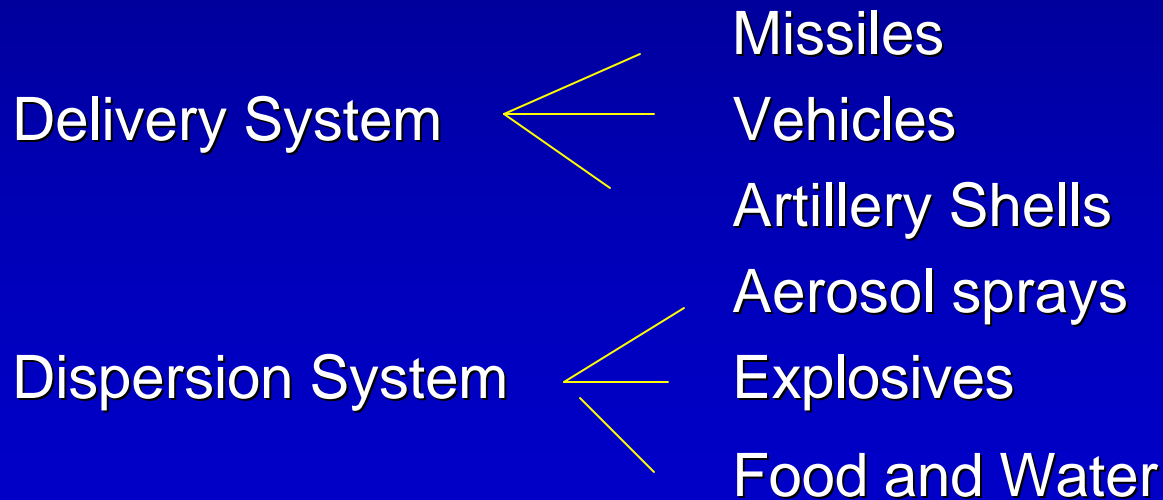 Missiles
Delivery System
Vehicles
Artillery Shells
Aerosol sprays
Dispersion System
Explosives
Food and Water